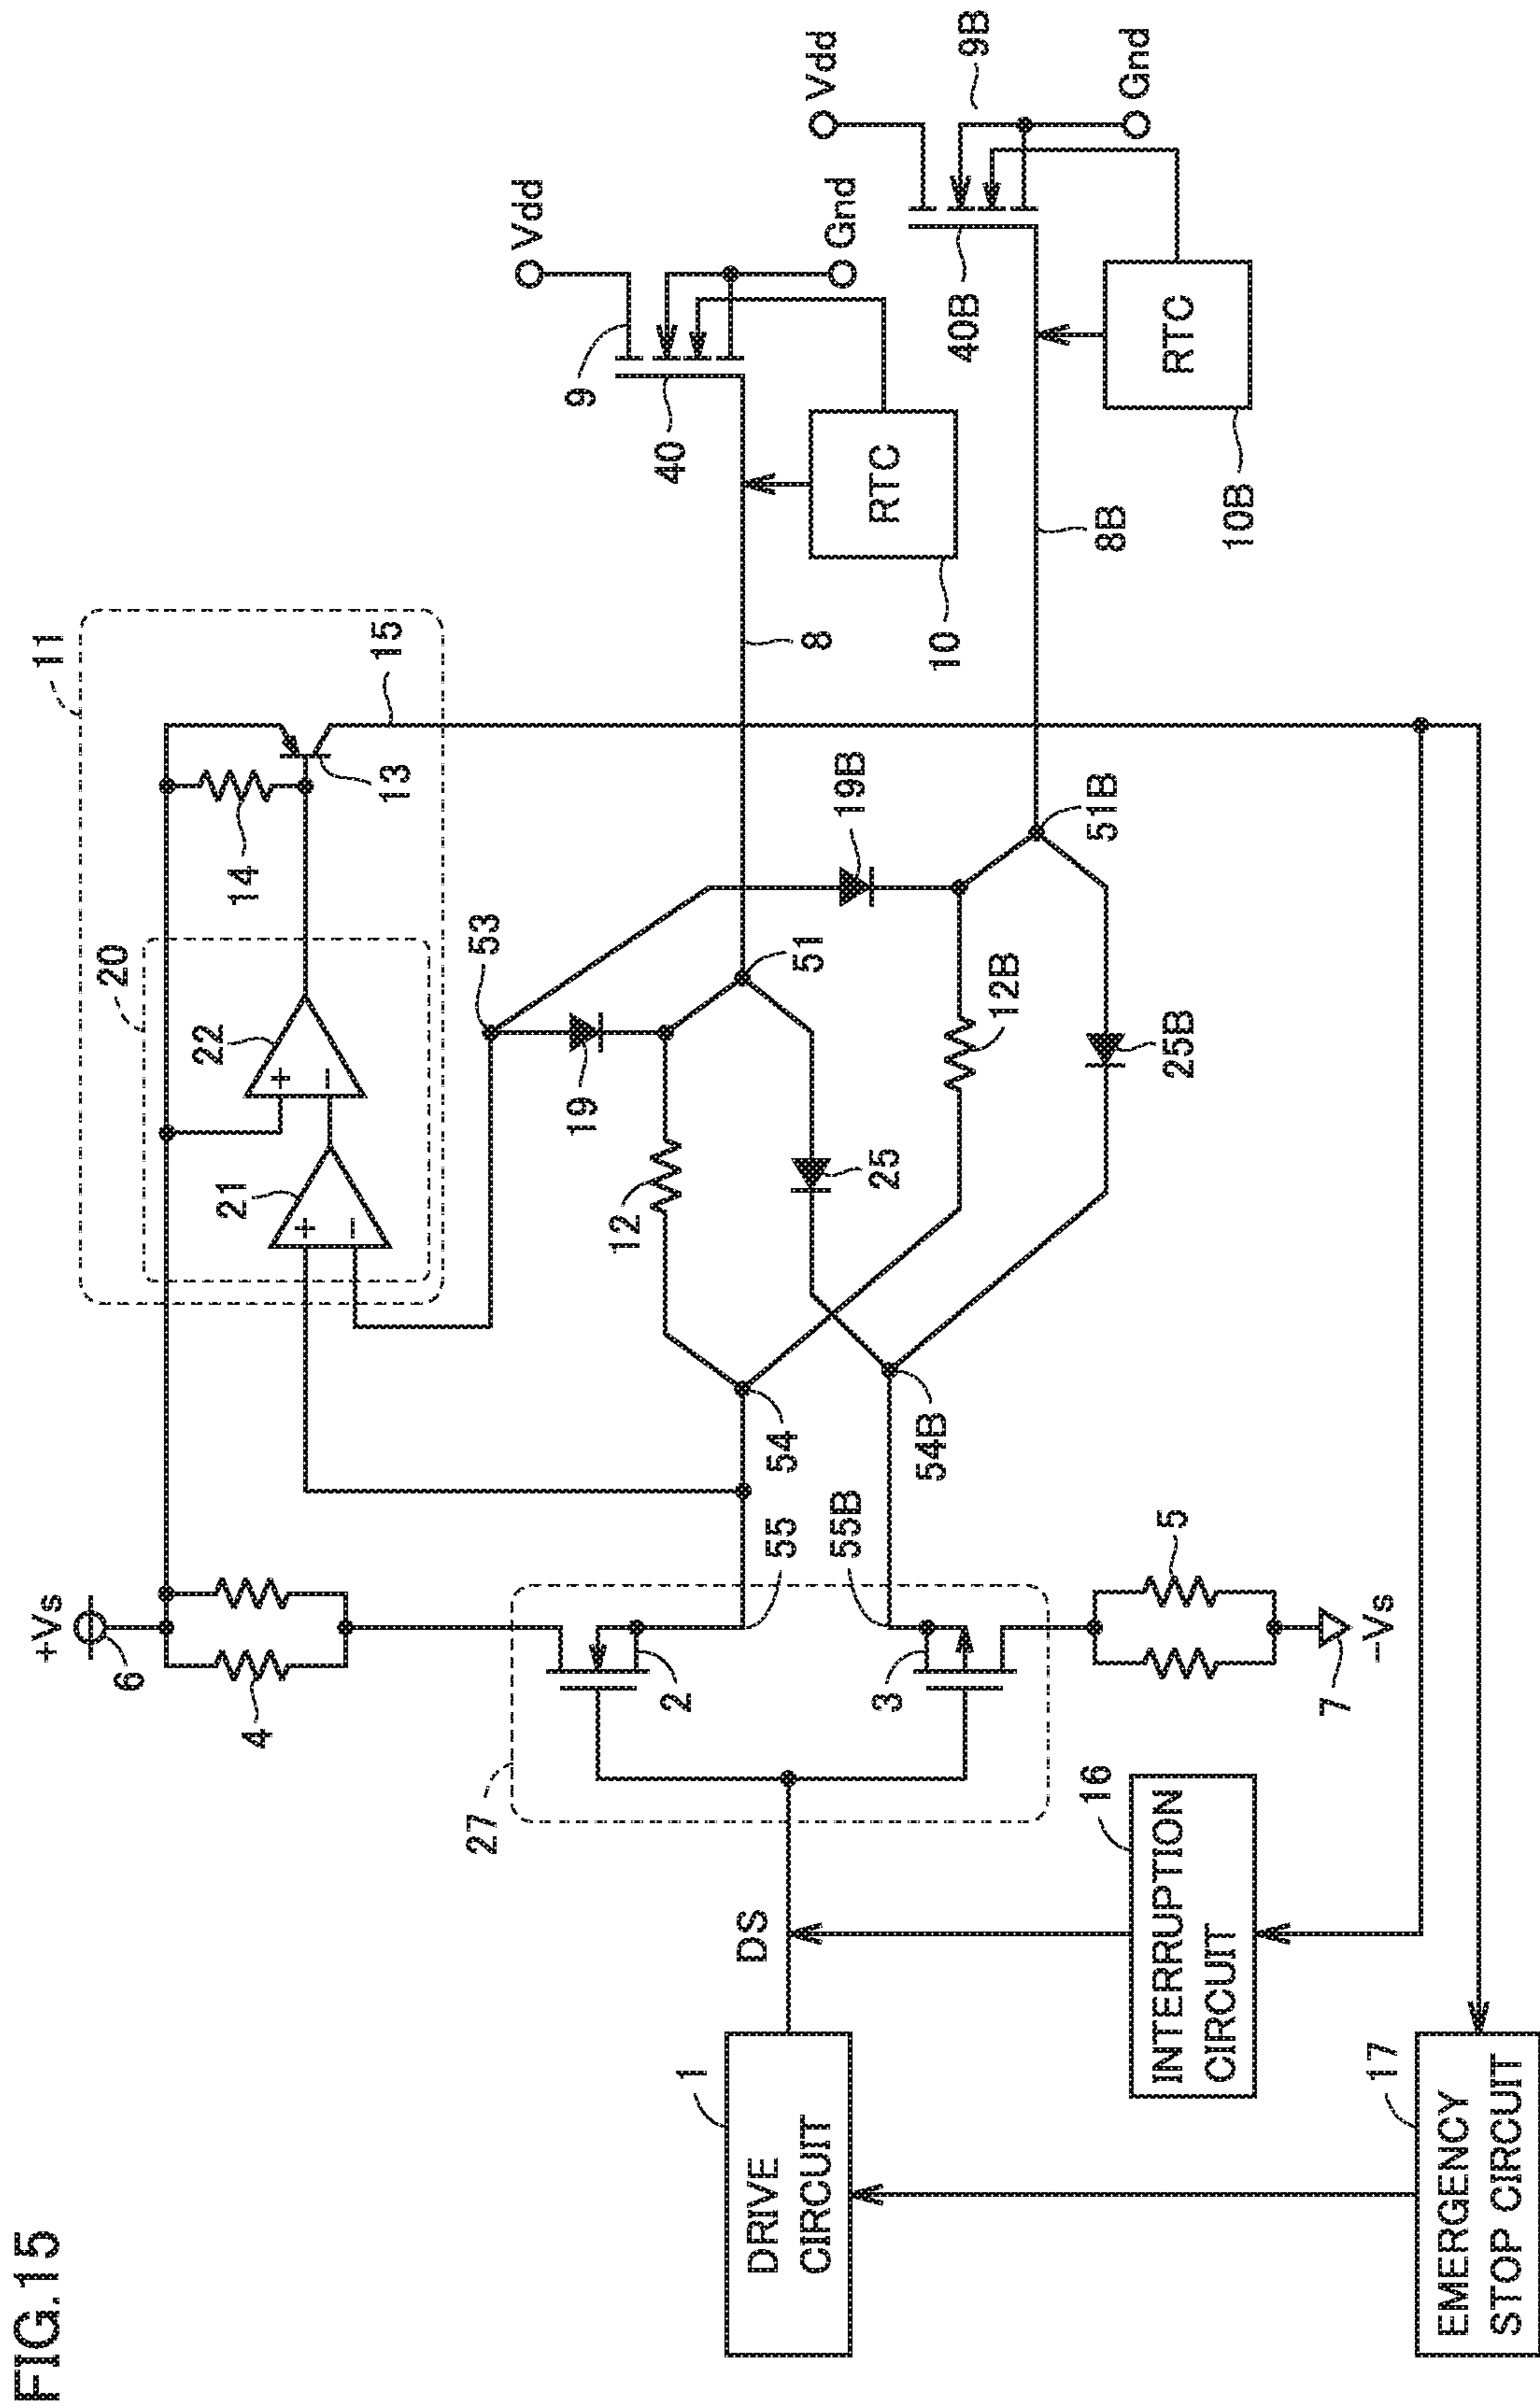 FIG.15
+Vs
6
4
11
20
22
+
−
21
+
−
14
13
15
53
19
19B
12
51
25
12B
51B
25B
54
54B
55
55B
27
2
3
5
7
−Vs
DS
1
DRIVE
CIRCUIT
16
INTERRUPTION
CIRCUIT
17
EMERGENCY
STOP CIRCUIT
8
8B
9
Vdd
Gnd
40
RTC
10
9B
Vdd
Gnd
40B
RTC
10B